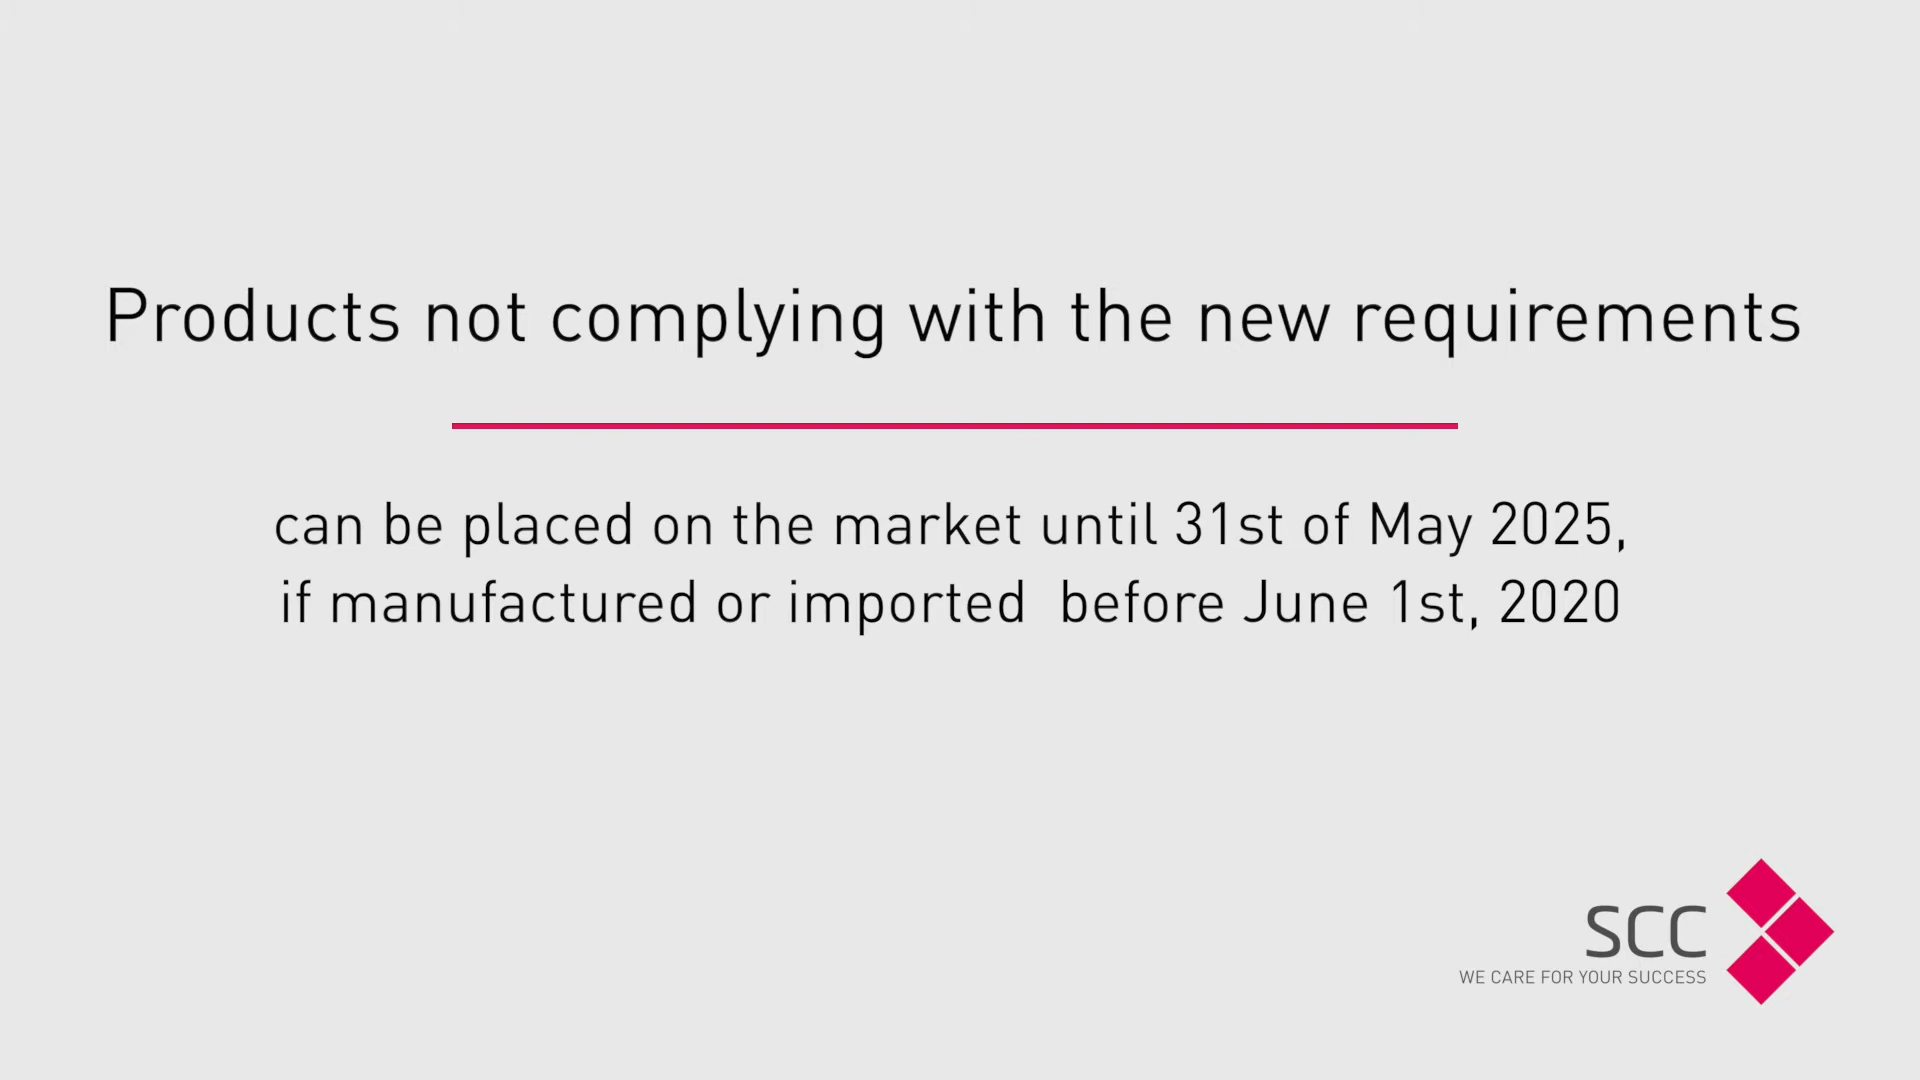 Products not complying with the new requirements
can be placed on the market until 31st of May 2025,
if manufactured or imported  before June 1st, 2020
SCC
WE CARE FOR YOUR SUCCESS